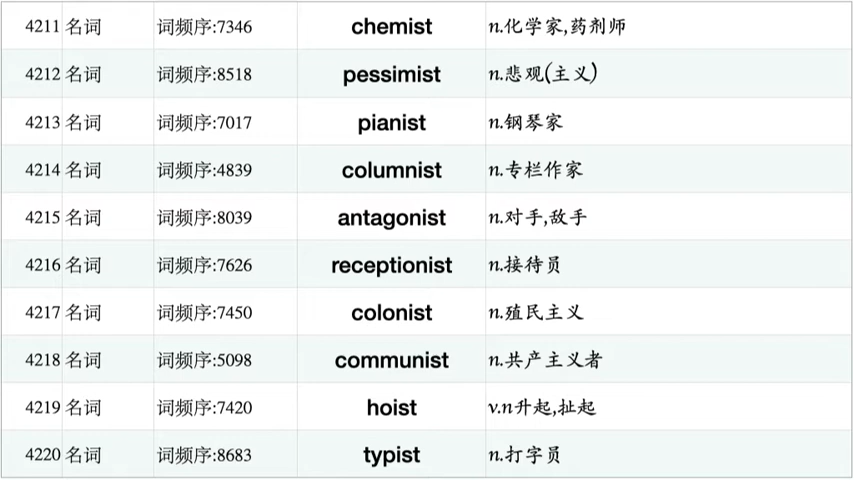 4211 名词 词频序:7346 chemist n.化学家,药剂师
4212 名词 词频序:8518 pessimist n.悲观(主义)
4213 名词 词频序:7017 pianist n.钢琴家
4214 名词 词频序:4839 columnist n.专栏作家
4215 名词 词频序:8039 antagonist n.对手,敌手
4216 名词 词频序:7626 receptionist n.接待员
4217 名词 词频序:7450 colonist n.殖民主义
4218 名词 词频序:5098 communist n.共产主义者
4219 名词 词频序:7420 hoist v.n升起,扯起
4220 名词 词频序:8683 typist n.打字员